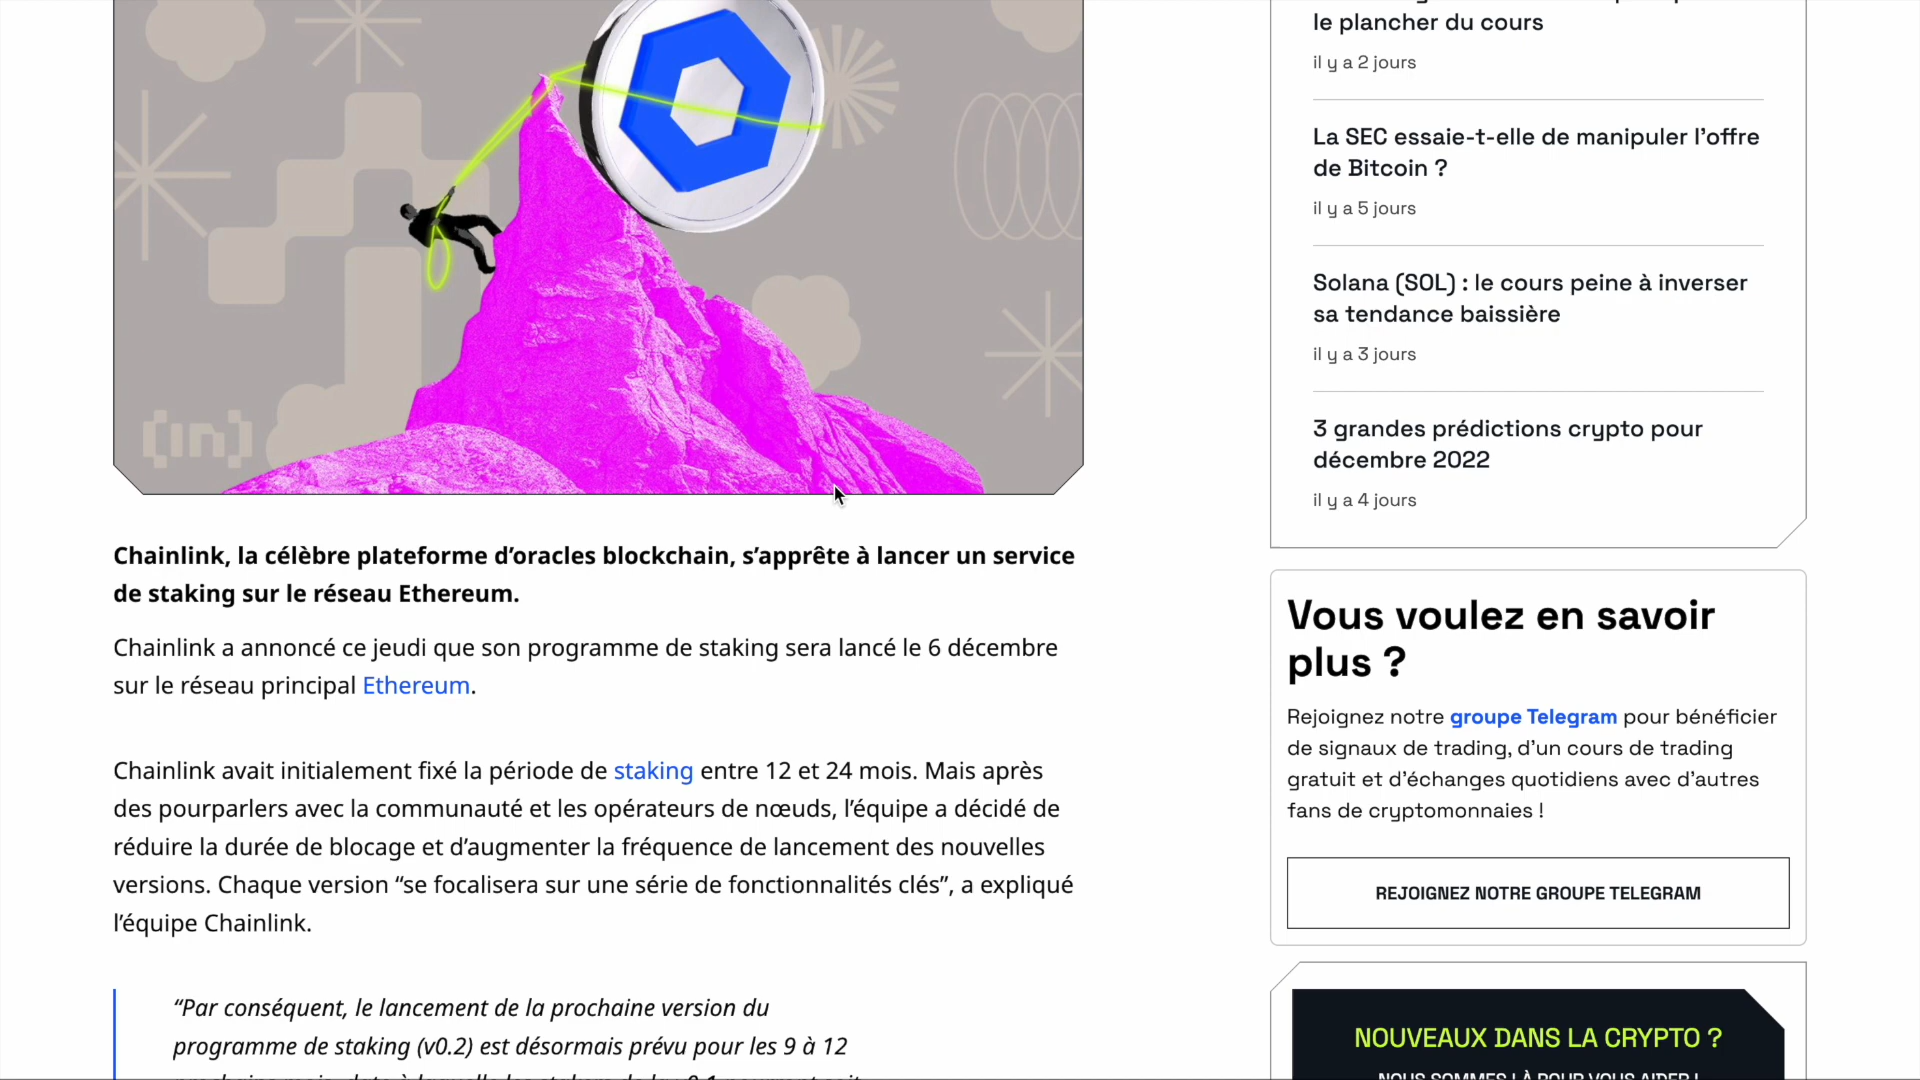 [in]
Chainlink, la célèbre plateforme d’oracles blockchain, s’apprête à lancer un service
de staking sur le réseau Ethereum.
Chainlink a annoncé ce jeudi que son programme de staking sera lancé le 6 décembre
sur le réseau principal Ethereum.
Chainlink avait initialement fixé la période de staking entre 12 et 24 mois. Mais après
des pourparlers avec la communauté et les opérateurs de nœuds, l’équipe a décidé de
réduire la durée de blocage et d’augmenter la fréquence de lancement des nouvelles
versions. Chaque version “se focalisera sur une série de fonctionnalités clés”, a expliqué
l’équipe Chainlink.
“Par conséquent, le lancement de la prochaine version du
programme de staking (v0.2) est désormais prévu pour les 9 à 12
le plancher du cours
il y a 2 jours
La SEC essaie-t-elle de manipuler l’offre
de Bitcoin ?
il y a 5 jours
Solana (SOL) : le cours peine à inverser
sa tendance baissière
il y a 3 jours
3 grandes prédictions crypto pour
décembre 2022
il y a 4 jours
Vous voulez en savoir
plus ?
Rejoignez notre groupe Telegram pour bénéficier
de signaux de trading, d’un cours de trading
gratuit et d’échanges quotidiens avec d’autres
fans de cryptomonnaies !
REJOIGNEZ NOTRE GROUPE TELEGRAM
NOUVEAUX DANS LA CRYPTO ?
NOUS SOMMES LÀ POUR VOUS AIDER !